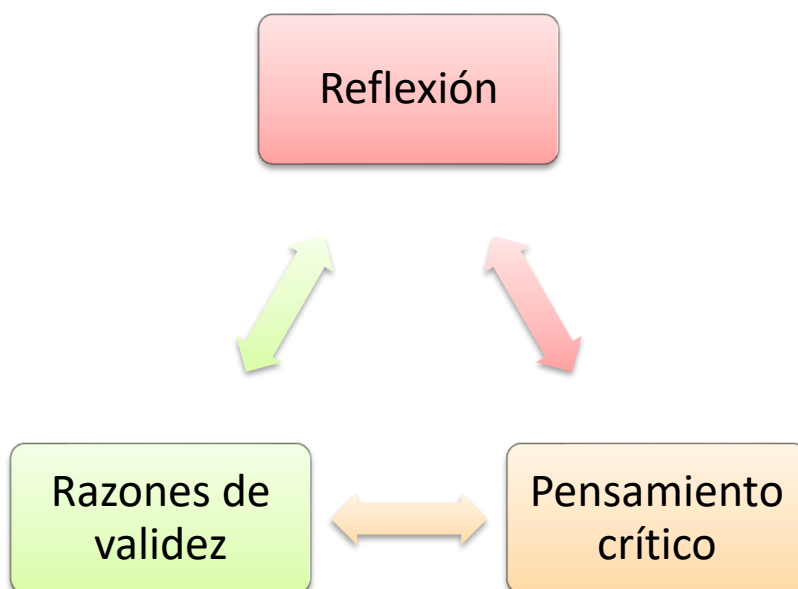 Reflexión
Razones de
validez
Pensamiento
crítico